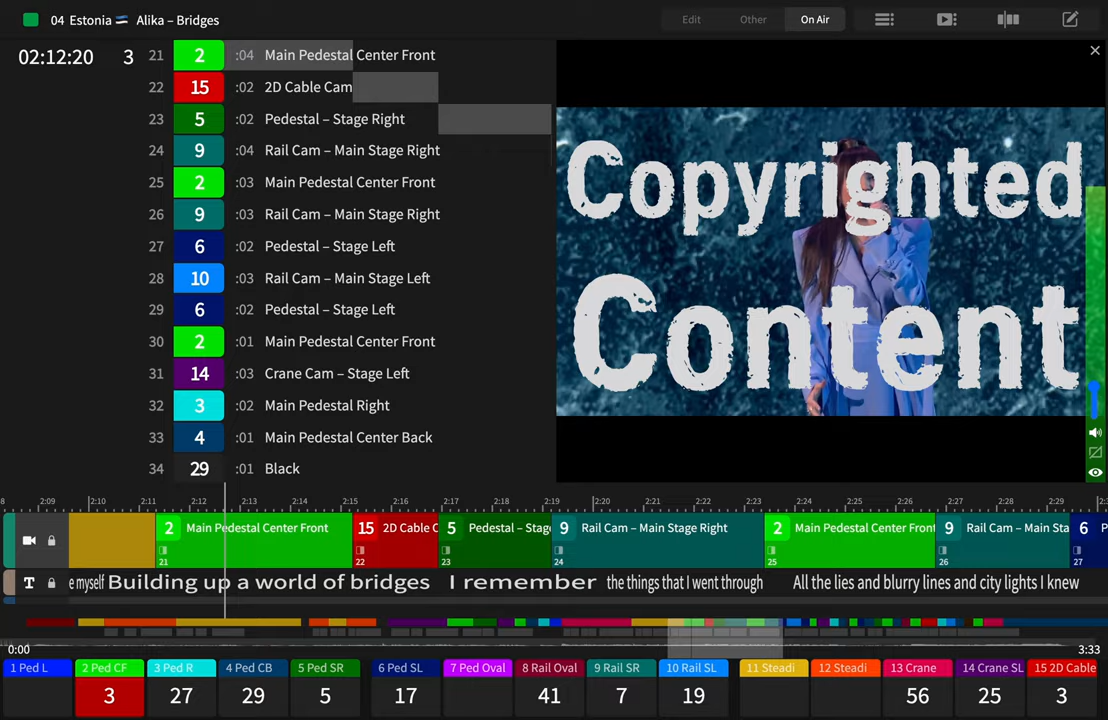 04 Estonia 🇪🇪 Alika – Bridges
Edit Other On Air
02:12:20 3
21 2 :04 Main Pedestal Center Front
22 15 :02 2D Cable Cam
23 5 :02 Pedestal – Stage Right
24 9 :04 Rail Cam – Main Stage Right
25 2 :03 Main Pedestal Center Front
26 9 :03 Rail Cam – Main Stage Right
27 6 :02 Pedestal – Stage Left
28 10 :03 Rail Cam – Main Stage Left
29 6 :02 Pedestal – Stage Left
30 2 :01 Main Pedestal Center Front
31 14 :03 Crane Cam – Stage Left
32 3 :02 Main Pedestal Right
33 4 :01 Main Pedestal Center Back
34 29 :01 Black
Copyrighted
Content
8 2:09 2:10 2:11 2:12 2:13 2:14 2:15 2:16 2:17 2:18 2:19 2:20 2:21 2:22 2:23 2:24 2:25 2:26 2:27 2:28 2:29 2:3
2 Main Pedestal Center Front 15 2D Cable C 5 Pedestal – Stag 9 Rail Cam – Main Stage Right 2 Main Pedestal Center Front 9 Rail Cam – Main Sta 6 P
21 22 23 24 25 26 27
T e myself Building up a world of bridges I remember the things that I went through All the lies and blurry lines and city lights I knew
0:00 3:33
1 Ped L 2 Ped CF 3 Ped R 4 Ped CB 5 Ped SR 6 Ped SL 7 Ped Oval 8 Rail Oval 9 Rail SR 10 Rail SL 11 Steadi 12 Steadi 13 Crane 14 Crane SL 15 2D Cable
3 27 29 5 17 41 7 19 56 25 3